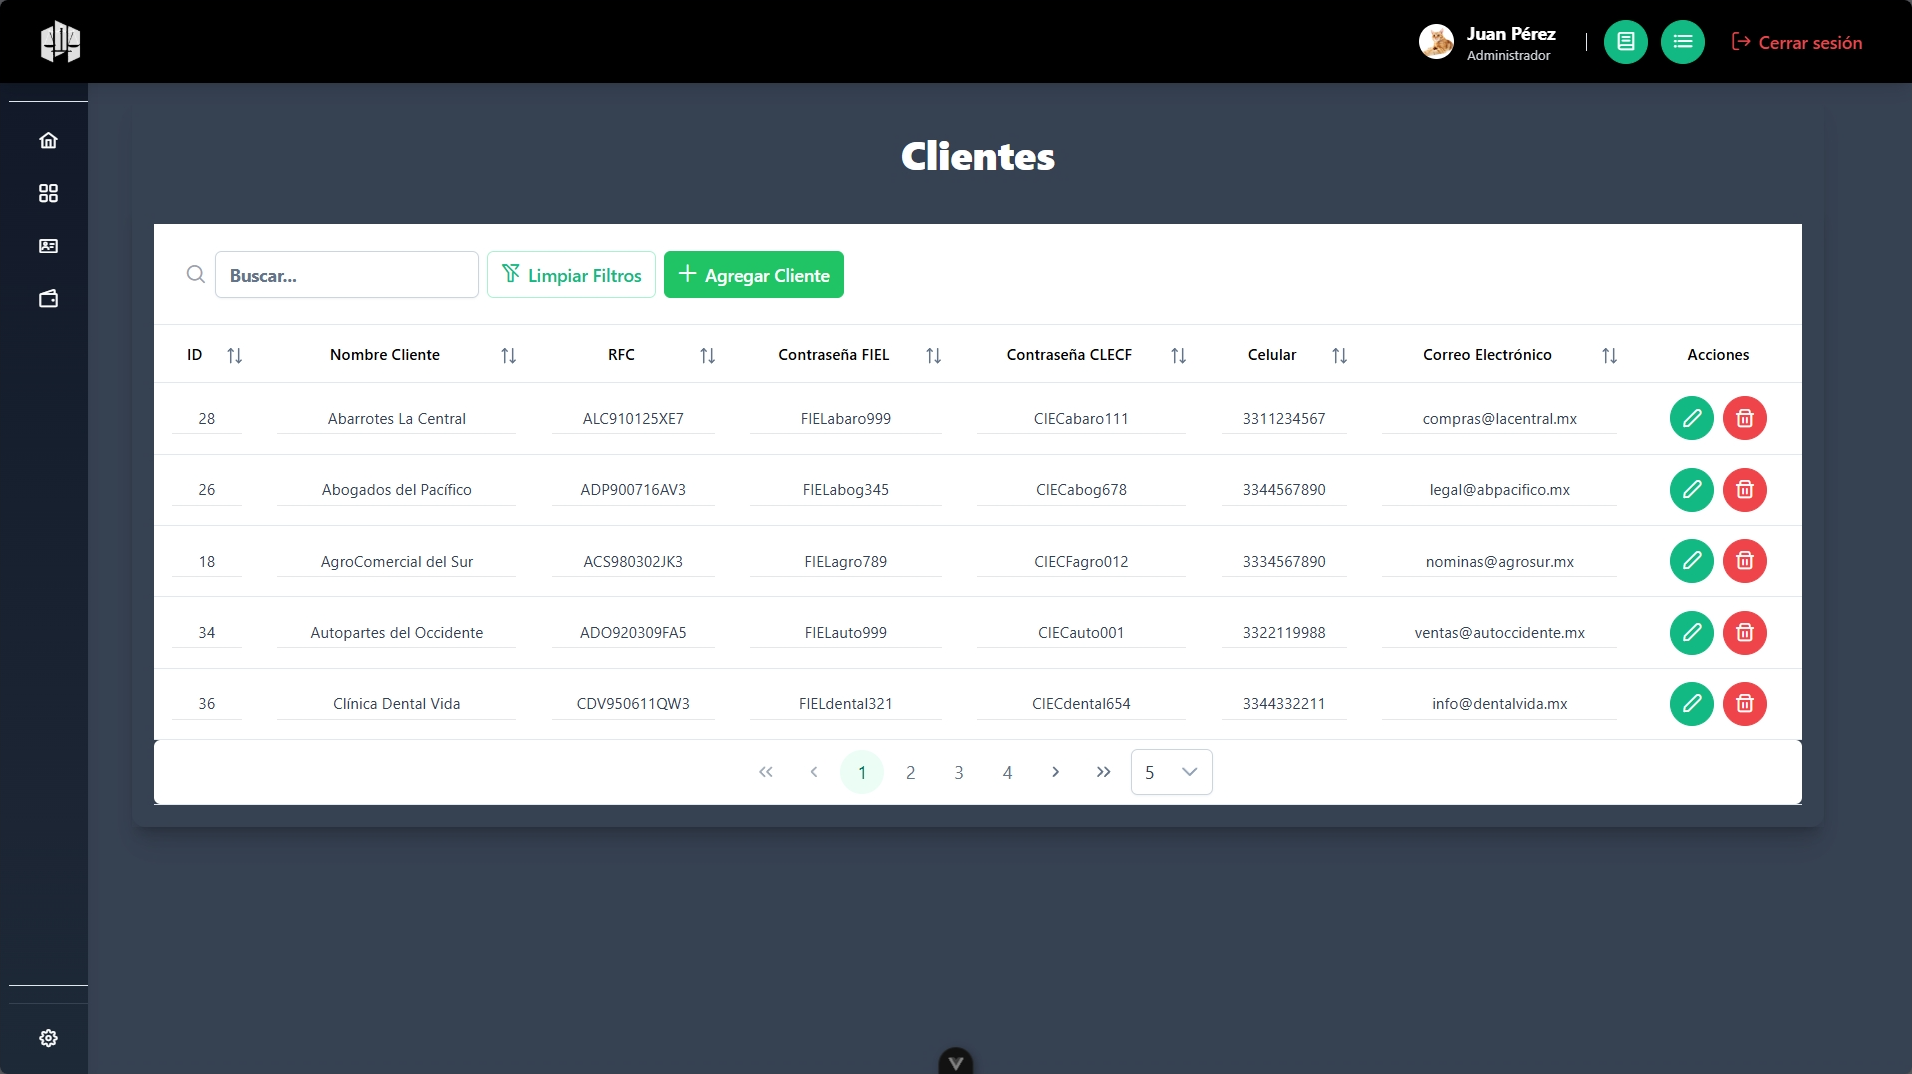 Juan Pérez
Administrador
Cerrar sesión
Clientes
Buscar...
Limpiar Filtros
Agregar Cliente
ID Nombre Cliente RFC Contraseña FIEL Contraseña CLECF Celular Correo Electrónico Acciones
28 Abarrotes La Central ALC910125XE7 FIELabaro999 CIECabaro111 3311234567 compras@lacentral.mx
26 Abogados del Pacífico ADP900716AV3 FIELabog345 CIECabog678 3344567890 legal@abpacifico.mx
18 AgroComercial del Sur ACS980302JK3 FIELagro789 CIECFagro012 3334567890 nominas@agrosur.mx
34 Autopartes del Occidente ADO920309FA5 FIELauto999 CIECauto001 3322119988 ventas@autoccidente.mx
36 Clínica Dental Vida CDV950611QW3 FIELdental321 CIECdental654 3344332211 info@dentalvida.mx
1 2 3 4 5